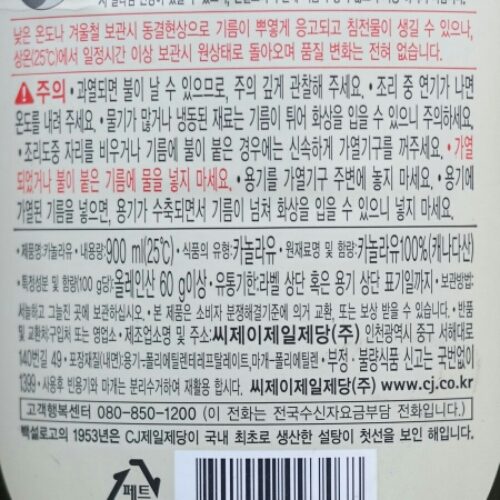 낮은 온도나 겨울철 보관시 동결현상으로 기름이 뿌옇게 응고되고 침전물이 생길 수 있으나,
상온(25℃)에서 일정시간 이상 보관시 원상태로 돌아오며 품질 변화는 전혀 없습니다.
주의 • 과열되면 불이 날 수 있으므로, 주의 깊게 관찰해 주세요. • 조리 중 연기가 나면
온도를 내려 주세요. • 물기가 많거나 냉동된 재료는 기름이 튀어 화상을 입을 수 있으니 주의하세요.
• 조리도중 자리를 비우거나 기름에 불이 붙은 경우에는 신속하게 가열기구를 꺼주세요. • 가열
되었거나 불이 붙은 기름에 물을 넣지 마세요. • 용기를 가열기구 주변에 놓지 마세요. • 용기에
가열된 기름을 넣으면, 용기가 수축되면서 기름이 넘쳐 화상을 입을 수 있으니 넣지 마세요.
• 제품명:카놀라유 • 내용량:900 ml(25℃) • 식품의 유형:카놀라유 • 원재료명 및 함량:카놀라유100%(캐나다산)
• 특정성분 및 함량(100 g당):올레인산 60 g이상 • 유통기한:라벨 상단 혹은 용기 상단 표기일까지 • 보관방법:
서늘하고 그늘진 곳에 보관하십시오. • 본 제품은 소비자 분쟁해결기준에 의거 교환, 또는 보상 받을 수 있습니다. • 반품
및 교환처:구입처 또는 영업소 • 제조업소명 및 주소:씨제이제일제당(주) 인천광역시 중구 서해대로
140번길 49 • 포장재질(내면):용기-폴리에틸렌테레프탈레이트,마개-폴리에틸렌 • 부정 • 불량식품 신고는 국번없이
1399 • 사용후 빈용기와 마개는 분리수거하여 재활용 합시다. 씨제이제일제당(주) www.cj.co.kr
고객행복센터 080-850-1200 (이 전화는 전국수신자요금부담 전화입니다.)
백설로고의 1953년은 CJ제일제당이 국내 최초로 생산한 설탕이 첫선을 보인 해입니다.
페트